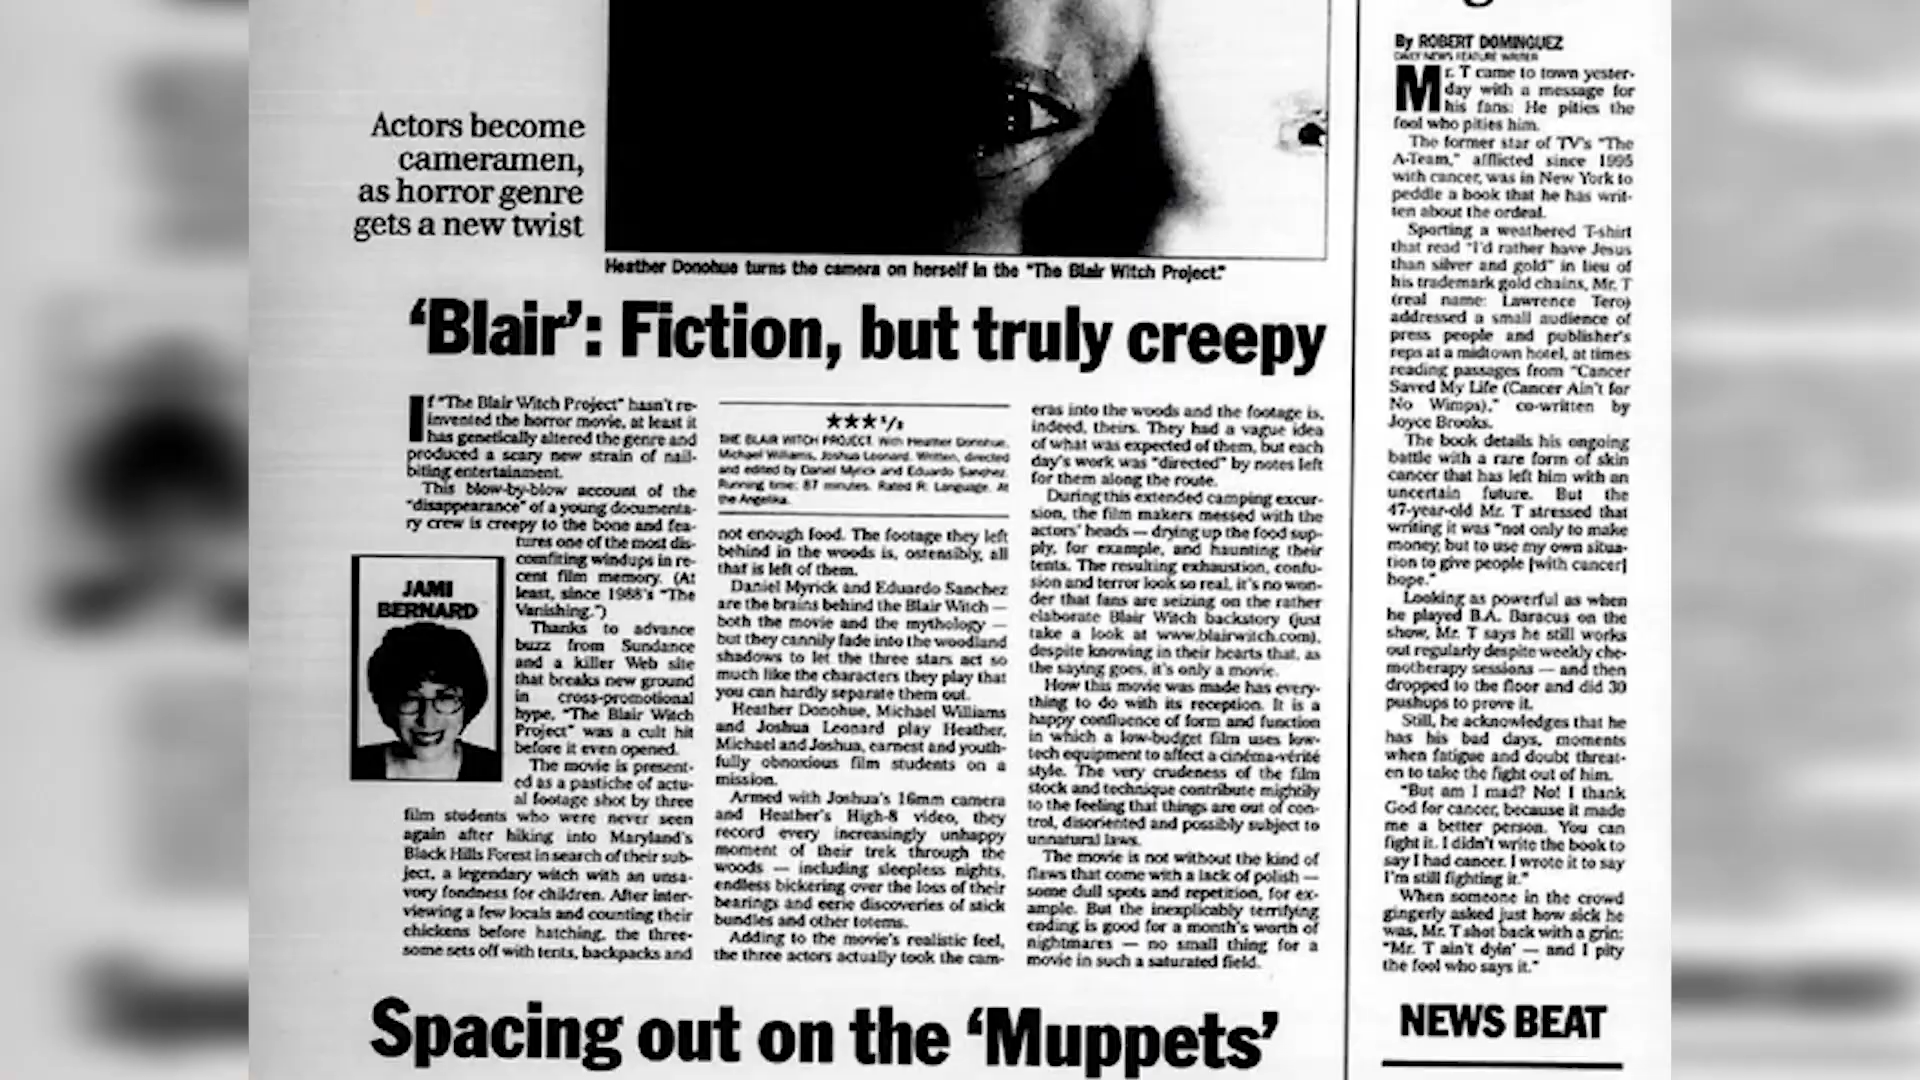 Actors become
cameramen,
as horror genre
gets a new twist
Heather Donohue turns the camera on herself in the "The Blair Witch Project."
'Blair': Fiction, but truly creepy
If "The Blair Witch Project" hasn't re-
invented the horror movie, at least it
has genetically altered the genre and
produced a scary new strain of nail-
biting entertainment.
This blow-by-blow account of the
"disappearance" of a young documenta-
ry crew is creepy to the bone and fea-
tures one of the most dis-
comfiting windups in re-
cent film memory. (At
least, since 1988's "The
Vanishing.")
Thanks to advance
buzz from Sundance
and a killer Web site
that breaks new ground
in cross-promotional
hype, "The Blair Witch
Project" was a cult hit
before it even opened.
The movie is present-
ed as a pastiche of actu-
al footage shot by three
film students who were never seen
again after hiking into Maryland's
Black Hills Forest in search of their sub-
ject, a legendary witch with an unsa-
vory fondness for children. After inter-
viewing a few locals and counting their
chickens before hatching, the three-
some sets off with tents, backpacks and
JAMI
BERNARD
★★★ 1/2
THE BLAIR WITCH PROJECT. With Heather Donohue,
Michael Williams, Joshua Leonard. Written, directed
and edited by Daniel Myrick and Eduardo Sanchez.
Running time: 87 minutes. Rated R: Language. At
the Angelika.
not enough food. The footage they left
behind in the woods is, ostensibly, all
that is left of them.
Daniel Myrick and Eduardo Sanchez
are the brains behind the Blair Witch —
both the movie and the mythology —
but they cannily fade into the woodland
shadows to let the three stars act so
much like the characters they play that
you can hardly separate them out.
Heather Donohue, Michael Williams
and Joshua Leonard play Heather,
Michael and Joshua, earnest and youth-
fully obnoxious film students on a
mission.
Armed with Joshua's 16mm camera
and Heather's High-8 video, they
record every increasingly unhappy
moment of their trek through the
woods — including sleepless nights,
endless bickering over the loss of their
bearings and eerie discoveries of stick
bundles and other totems.
Adding to the movie's realistic feel,
the three actors actually took the cam-
eras into the woods and the footage is,
indeed, theirs. They had a vague idea
of what was expected of them, but each
day's work was "directed" by notes left
for them along the route.
During this extended camping excur-
sion, the film makers messed with the
actors' heads — drying up the food sup-
ply, for example, and haunting their
tents. The resulting exhaustion, confu-
sion and terror look so real, it's no won-
der that fans are seizing on the rather
elaborate Blair Witch backstory (just
take a look at www.blairwitch.com),
despite knowing in their hearts that, as
the saying goes, it's only a movie.
How this movie was made has every-
thing to do with its reception. It is a
happy confluence of form and function
in which a low-budget film uses low-
tech equipment to affect a cinéma-vérité
style. The very crudeness of the film
stock and technique contribute mightily
to the feeling that things are out of con-
trol, disoriented and possibly subject to
unnatural laws.
The movie is not without the kind of
flaws that come with a lack of polish —
some dull spots and repetition, for ex-
ample. But the inexplicably terrifying
ending is good for a month's worth of
nightmares — no small thing for a
movie in such a saturated field.
Spacing out on the 'Muppets'
By ROBERT DOMINGUEZ
DAILY NEWS FEATURE WRITER
Mr. T came to town yester-
day with a message for
his fans: He pities the
fool who pities him.
The former star of TV's "The
A-Team," afflicted since 1995
with cancer, was in New York to
peddle a book that he has writ-
ten about the ordeal.
Sporting a weathered T-shirt
that read "I'd rather have Jesus
than silver and gold" in lieu of
his trademark gold chains, Mr. T
(real name: Lawrence Tero)
addressed a small audience of
press people and publisher's
reps at a midtown hotel, at times
reading passages from "Cancer
Saved My Life (Cancer Ain't for
No Wimps)," co-written by
Joyce Brooks.
The book details his ongoing
battle with a rare form of skin
cancer that has left him with an
uncertain future. But the
47-year-old Mr. T stressed that
writing it was "not only to make
money, but to use my own situa-
tion to give people [with cancer]
hope."
Looking as powerful as when
he played B.A. Baracus on the
show, Mr. T says he still works
out regularly despite weekly che-
motherapy sessions — and then
dropped to the floor and did 30
pushups to prove it.
Still, he acknowledges that he
has his bad days, moments
when fatigue and doubt threat-
en to take the fight out of him.
"But am I mad? No! I thank
God for cancer, because it made
me a better person. You can
fight it. I didn't write the book to
say I had cancer. I wrote it to say
I'm still fighting it."
When someone in the crowd
gingerly asked just how sick he
was, Mr. T shot back with a grin:
"Mr. T ain't dyin' — and I pity
the fool who says it."
NEWS BEAT